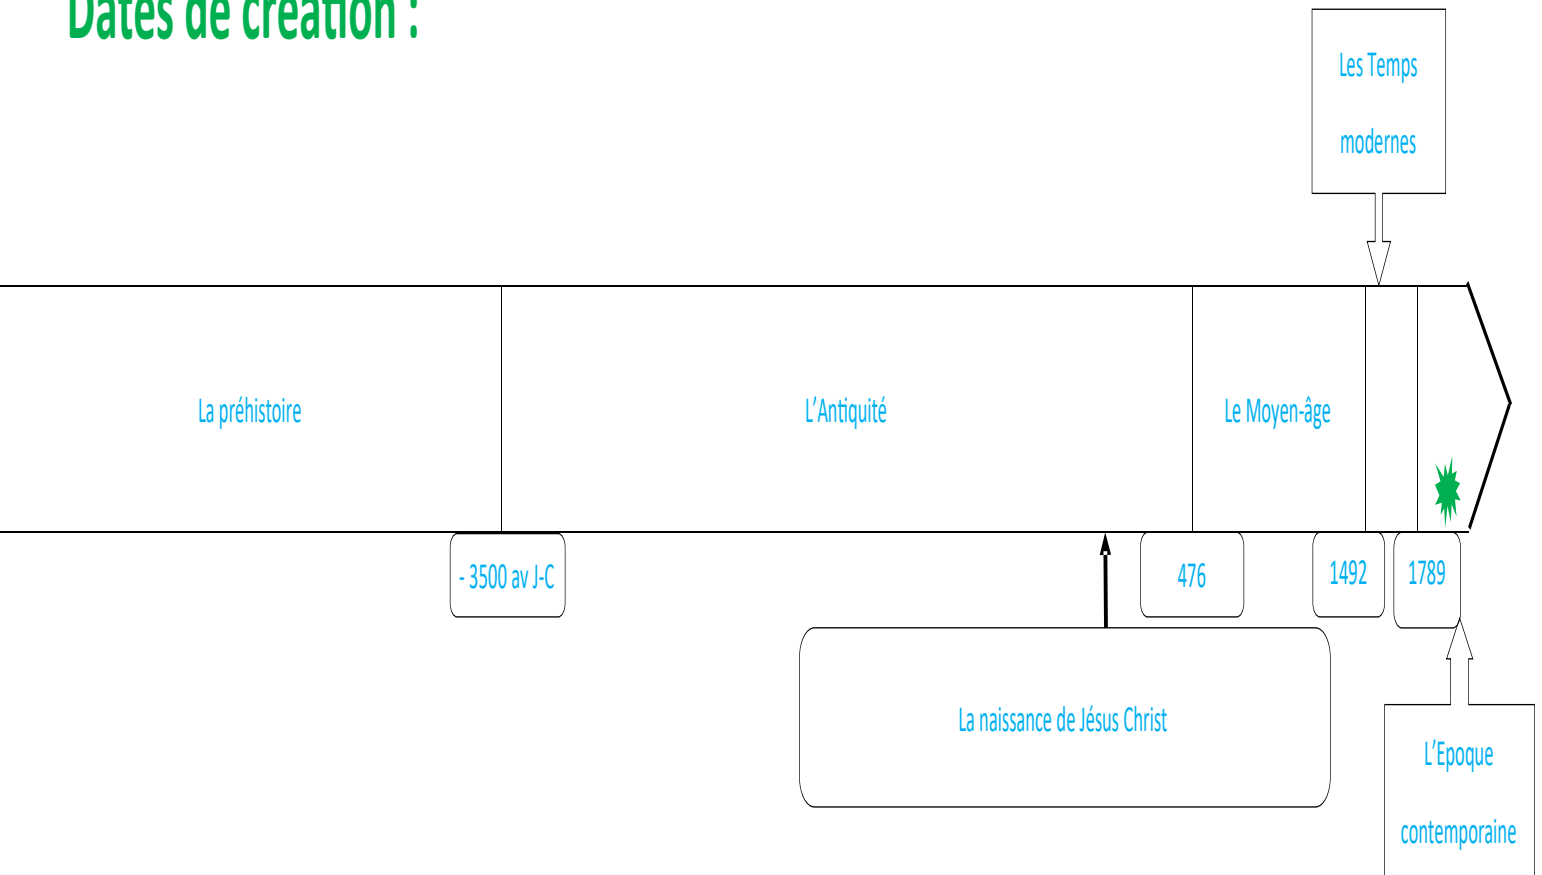 Dates de création :
Les Temps
modernes
La préhistoire
L’Antiquité
Le Moyen-âge
- 3500 av J-C
476
1492
1789
La naissance de Jésus Christ
L’Epoque
contemporaine